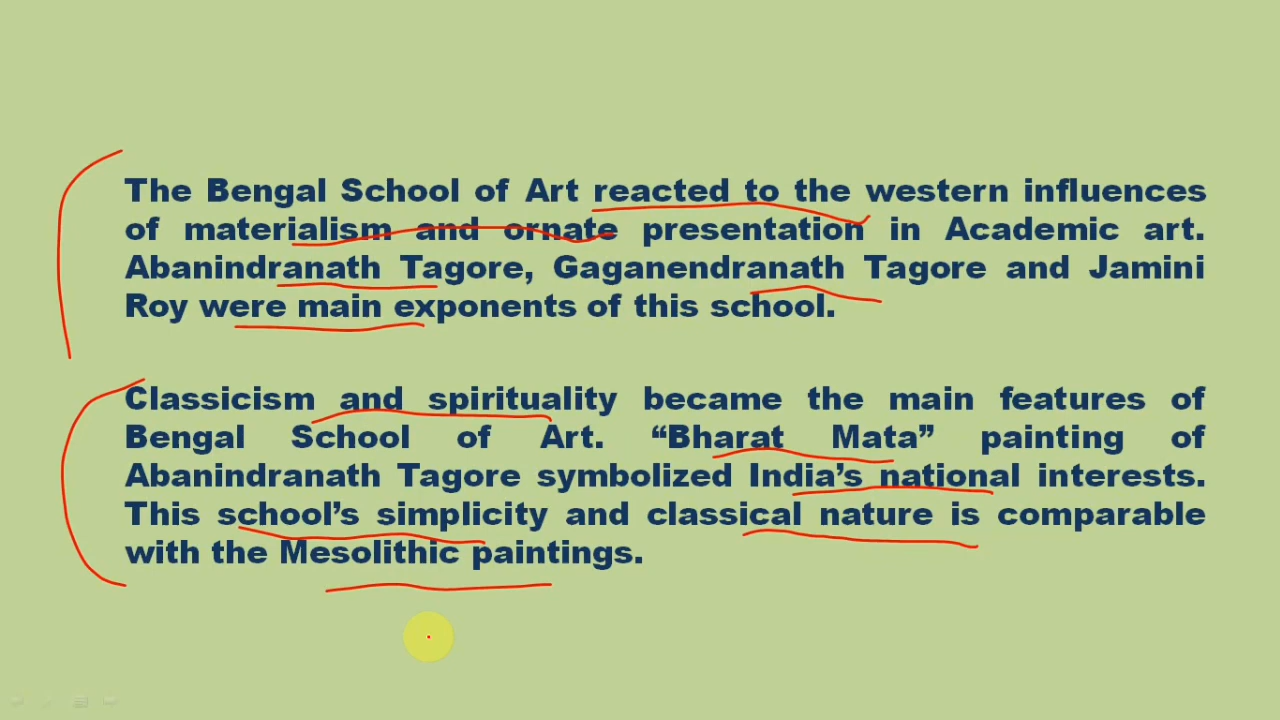 The Bengal School of Art reacted to the western influences
of materialism and ornate presentation in Academic art.
Abanindranath Tagore, Gaganendranath Tagore and Jamini
Roy were main exponents of this school.
Classicism and spirituality became the main features of
Bengal School of Art. “Bharat Mata” painting of
Abanindranath Tagore symbolized India’s national interests.
This school’s simplicity and classical nature is comparable
with the Mesolithic paintings.